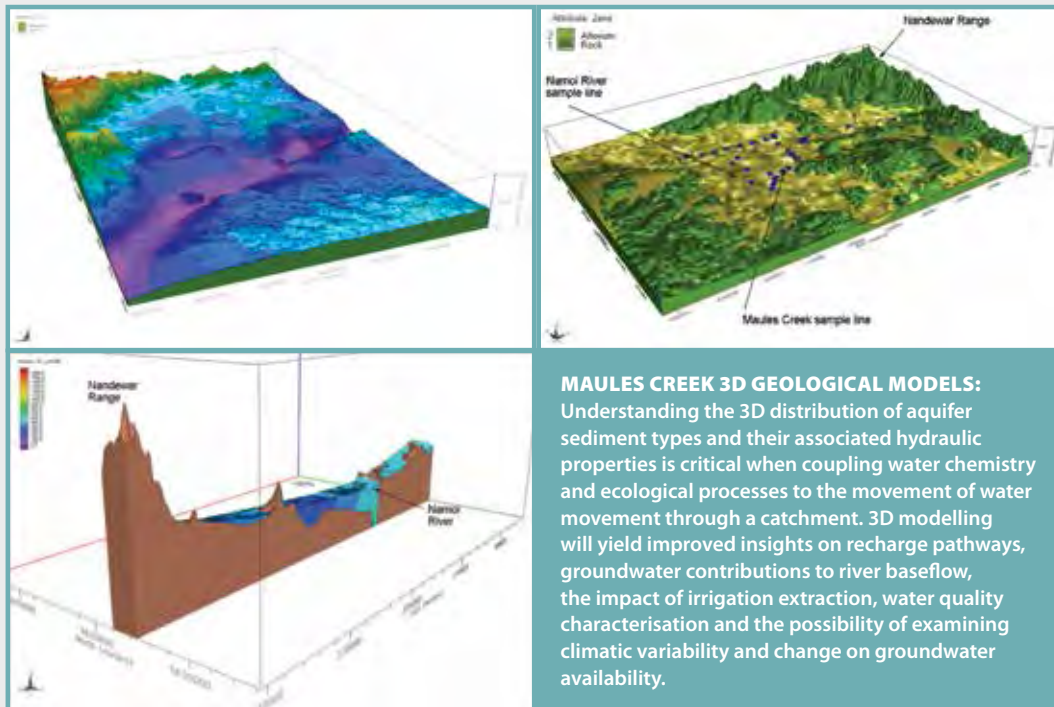 Attribute: Zone
Alluvium
Rock
Nandewar Range
Namoi River
sample line
Maules Creek sample line
Nandewar
Range
Namoi
River
MAULES CREEK 3D GEOLOGICAL MODELS:
Understanding the 3D distribution of aquifer
sediment types and their associated hydraulic
properties is critical when coupling water chemistry
and ecological processes to the movement of water
movement through a catchment. 3D modelling
will yield improved insights on recharge pathways,
groundwater contributions to river baseflow,
the impact of irrigation extraction, water quality
characterisation and the possibility of examining
climatic variability and change on groundwater
availability.